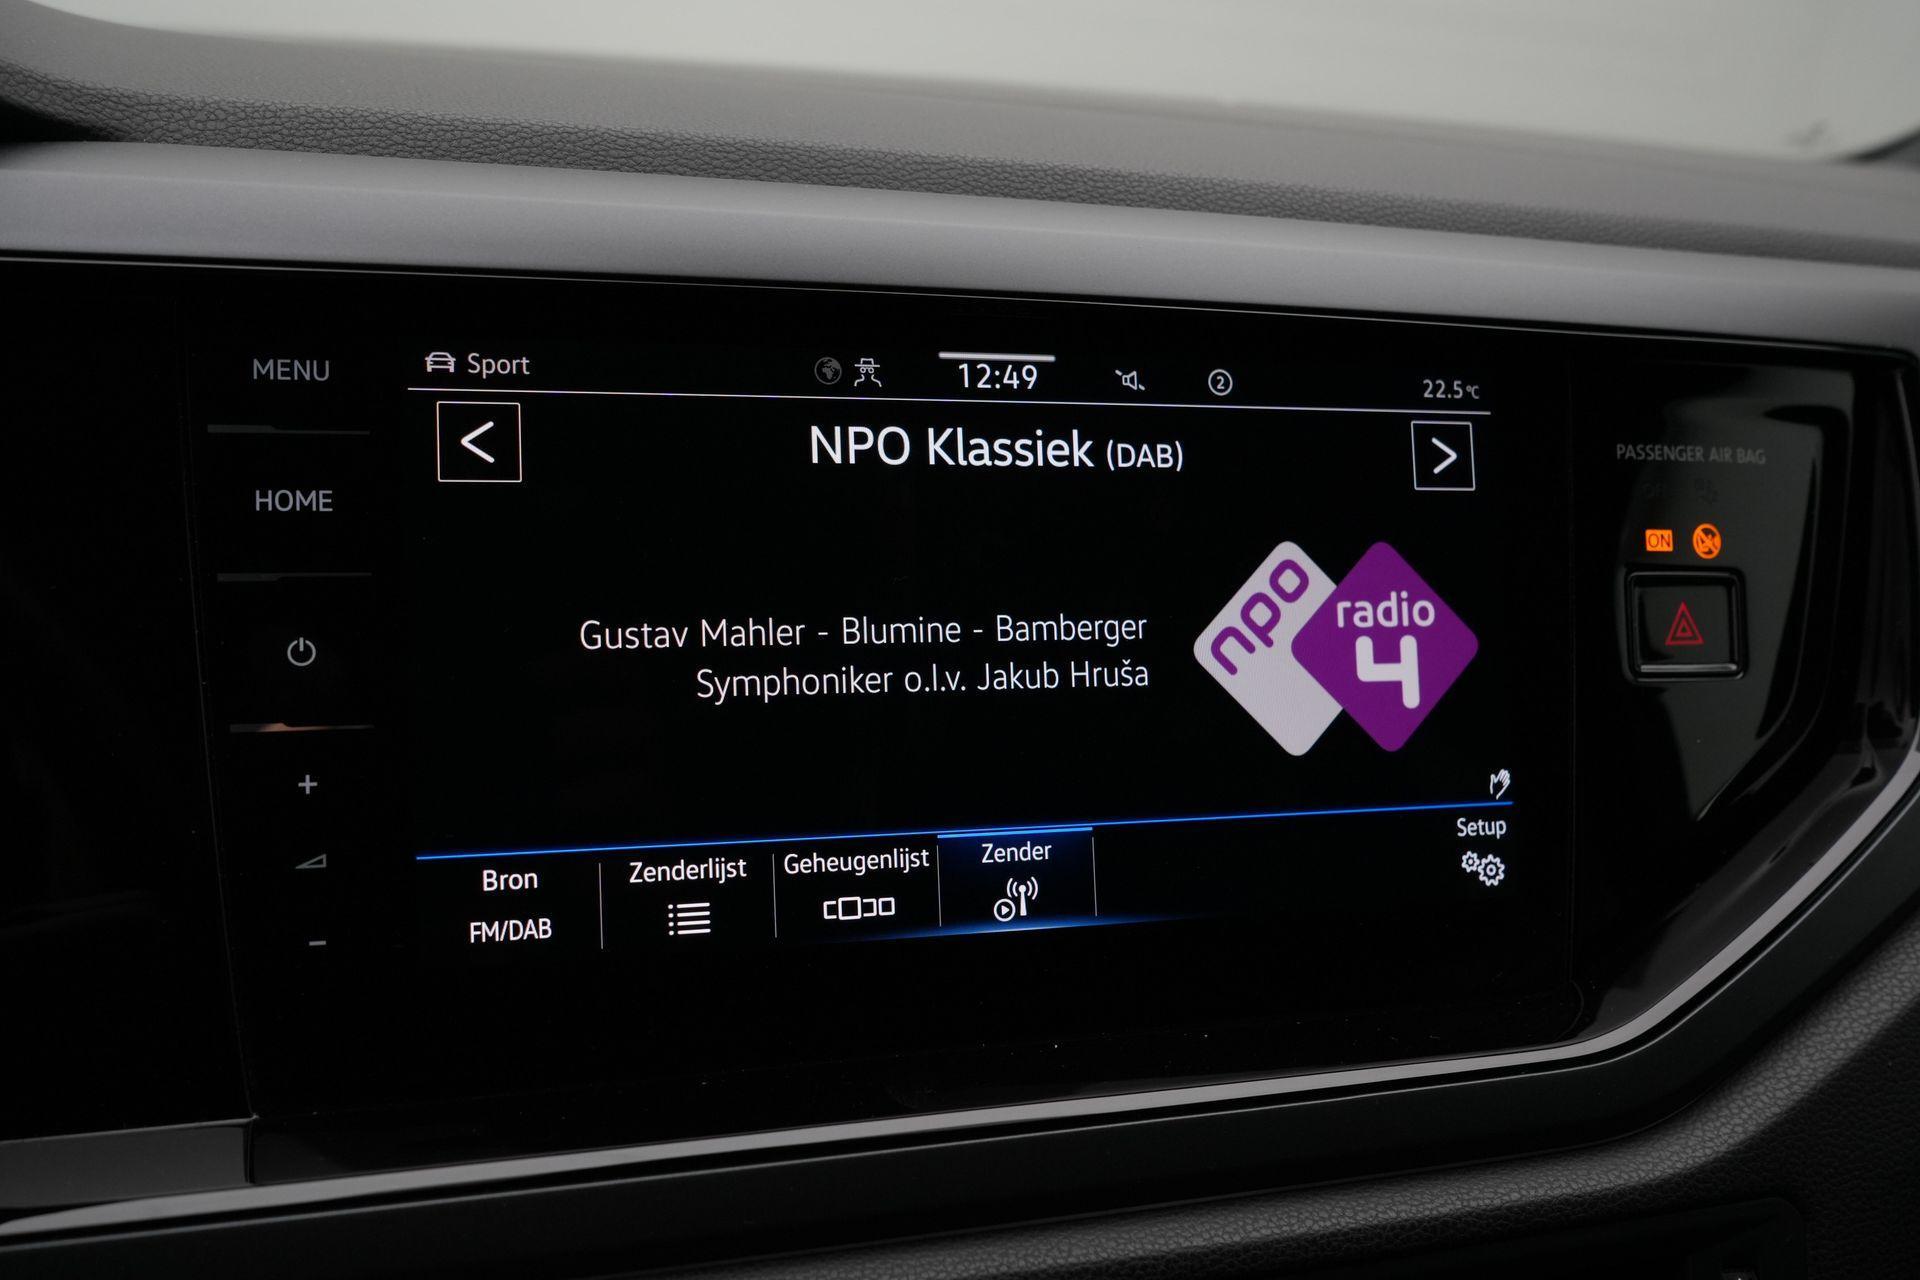 MENU
HOME
Sport
12:49
2
22.5°C
<
NPO Klassiek (DAB)
>
Gustav Mahler - Blumine - Bamberger
Symphoniker o.l.v. Jakub Hruša
npo
radio
4
Bron
FM/DAB
Zenderlijst
Geheugenlijst
Zender
Setup
+
−
PASSENGER AIR BAG
ON